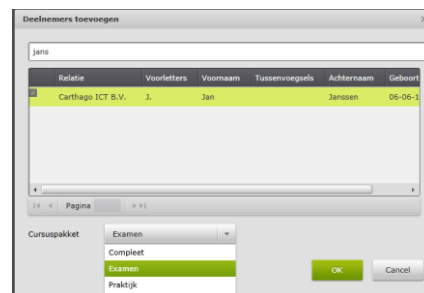 Deelnemers toevoegen
jans
Relatie Voorletters Voornaam Tussenvoegsels Achternaam Geboort
Carthago ICT B.V. J. Jan Janssen 06-06-1
Pagina
Cursuspakket Examen
Compleet
Examen
Praktijk
OK Cancel